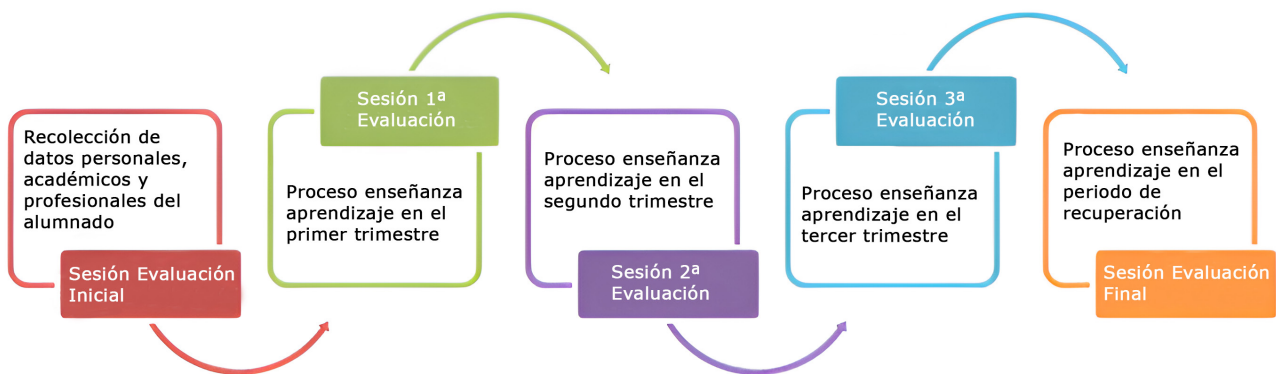 Recolección de
datos personales,
académicos y
profesionales del
alumnado
Sesión Evaluación
Inicial
Sesión 1ª
Evaluación
Proceso enseñanza
aprendizaje en el
primer trimestre
Proceso enseñanza
aprendizaje en el
segundo trimestre
Sesión 2ª
Evaluación
Sesión 3ª
Evaluación
Proceso enseñanza
aprendizaje en el
tercer trimestre
Proceso enseñanza
aprendizaje en el
periodo de
recuperación
Sesión Evaluación
Final